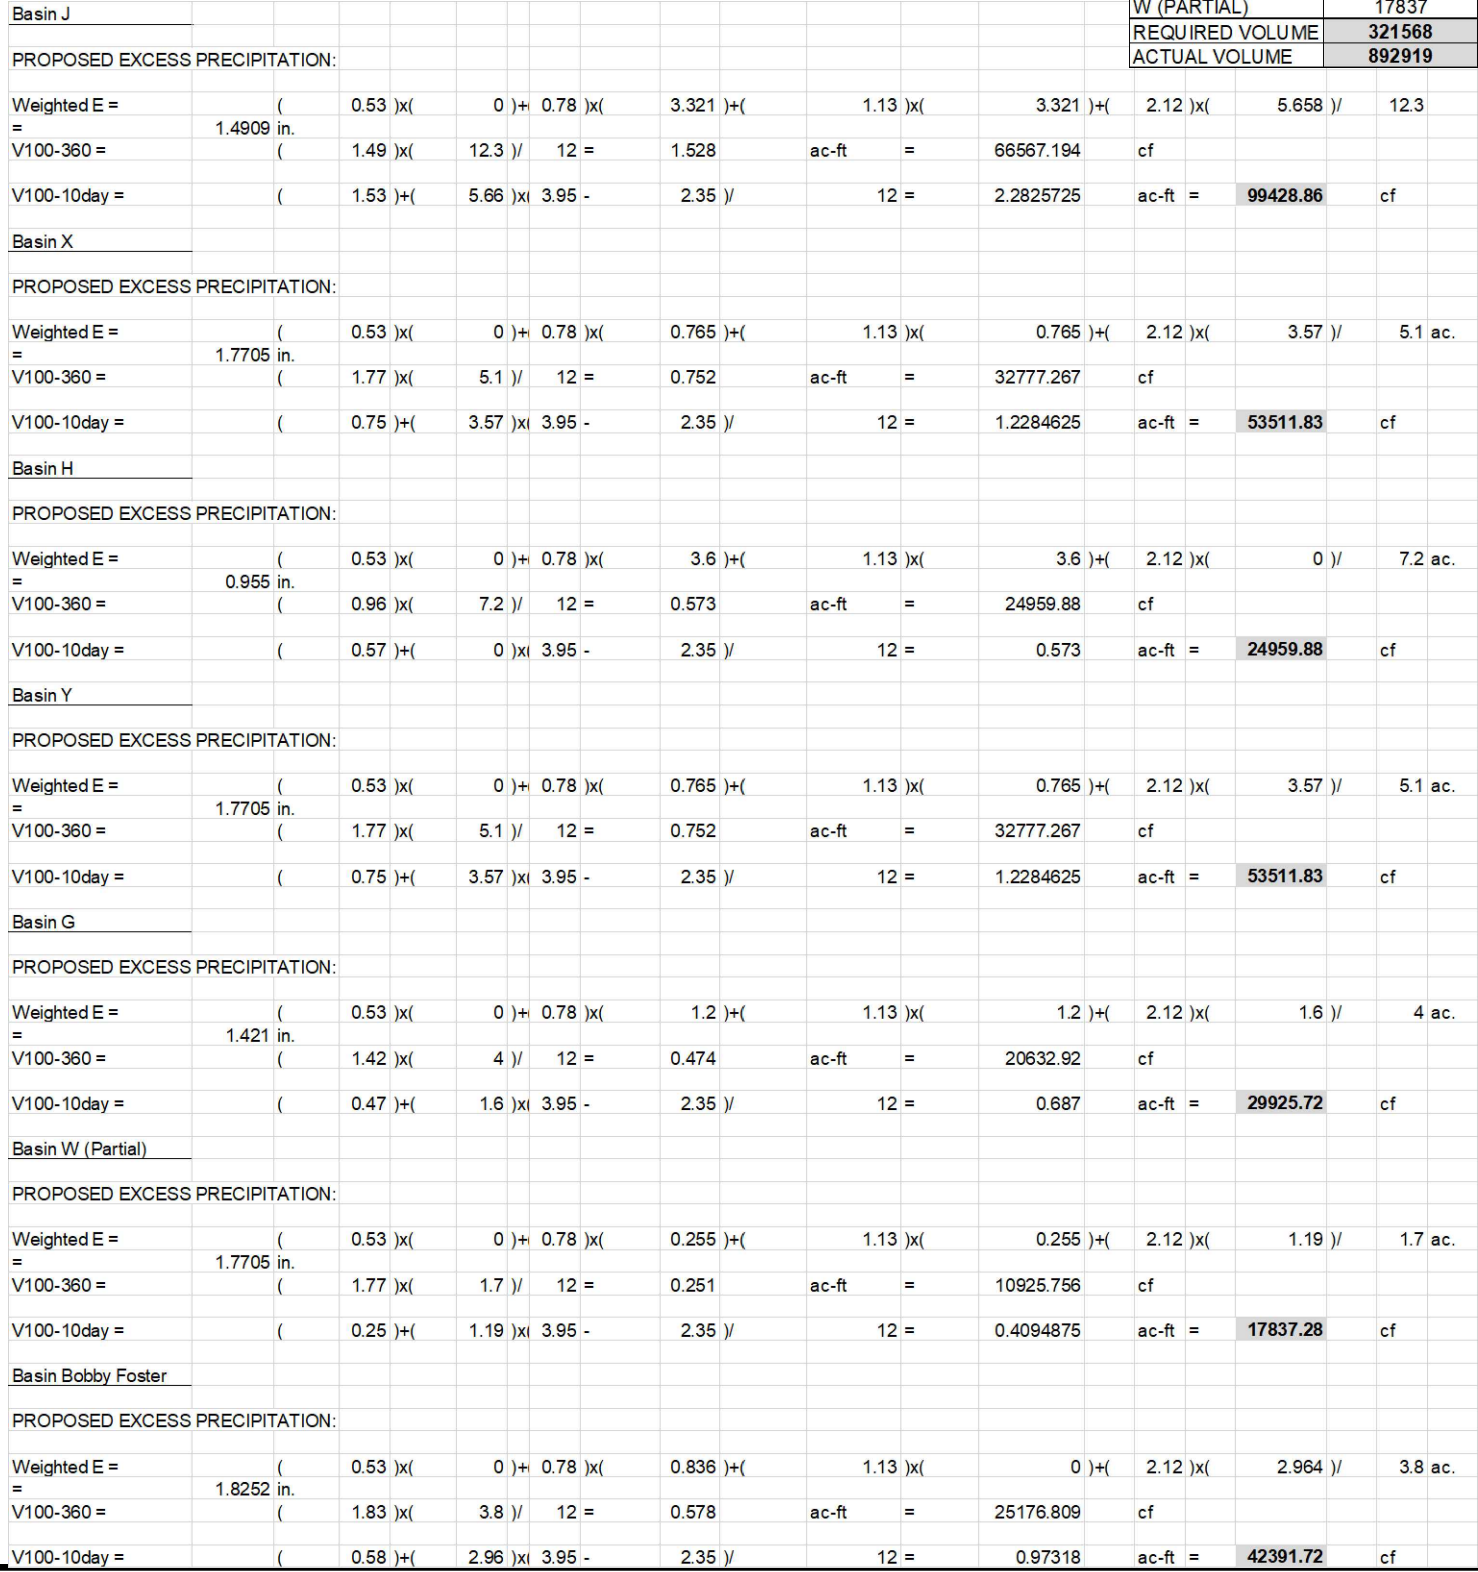 W (PARTIAL) 17837
Basin J
REQUIRED VOLUME 321568
ACTUAL VOLUME 892919
PROPOSED EXCESS PRECIPITATION:
Weighted E = ( 0.53 )x( 0 )+( 0.78 )x( 3.321 )+( 1.13 )x( 3.321 )+( 2.12 )x( 5.658 )/ 12.3
= 1.4909 in.
V100-360 = ( 1.49 )x( 12.3 )/ 12 = 1.528 ac-ft = 66567.194 cf
V100-10day = ( 1.53 )+( 5.66 )x( 3.95 - 2.35 )/ 12 = 2.2825725 ac-ft = 99428.86 cf
Basin X
PROPOSED EXCESS PRECIPITATION:
Weighted E = ( 0.53 )x( 0 )+( 0.78 )x( 0.765 )+( 1.13 )x( 0.765 )+( 2.12 )x( 3.57 )/ 5.1 ac.
= 1.7705 in.
V100-360 = ( 1.77 )x( 5.1 )/ 12 = 0.752 ac-ft = 32777.267 cf
V100-10day = ( 0.75 )+( 3.57 )x( 3.95 - 2.35 )/ 12 = 1.2284625 ac-ft = 53511.83 cf
Basin H
PROPOSED EXCESS PRECIPITATION:
Weighted E = ( 0.53 )x( 0 )+( 0.78 )x( 3.6 )+( 1.13 )x( 3.6 )+( 2.12 )x( 0 )/ 7.2 ac.
= 0.955 in.
V100-360 = ( 0.96 )x( 7.2 )/ 12 = 0.573 ac-ft = 24959.88 cf
V100-10day = ( 0.57 )+( 0 )x( 3.95 - 2.35 )/ 12 = 0.573 ac-ft = 24959.88 cf
Basin Y
PROPOSED EXCESS PRECIPITATION:
Weighted E = ( 0.53 )x( 0 )+( 0.78 )x( 0.765 )+( 1.13 )x( 0.765 )+( 2.12 )x( 3.57 )/ 5.1 ac.
= 1.7705 in.
V100-360 = ( 1.77 )x( 5.1 )/ 12 = 0.752 ac-ft = 32777.267 cf
V100-10day = ( 0.75 )+( 3.57 )x( 3.95 - 2.35 )/ 12 = 1.2284625 ac-ft = 53511.83 cf
Basin G
PROPOSED EXCESS PRECIPITATION:
Weighted E = ( 0.53 )x( 0 )+( 0.78 )x( 1.2 )+( 1.13 )x( 1.2 )+( 2.12 )x( 1.6 )/ 4 ac.
= 1.421 in.
V100-360 = ( 1.42 )x( 4 )/ 12 = 0.474 ac-ft = 20632.92 cf
V100-10day = ( 0.47 )+( 1.6 )x( 3.95 - 2.35 )/ 12 = 0.687 ac-ft = 29925.72 cf
Basin W (Partial)
PROPOSED EXCESS PRECIPITATION:
Weighted E = ( 0.53 )x( 0 )+( 0.78 )x( 0.255 )+( 1.13 )x( 0.255 )+( 2.12 )x( 1.19 )/ 1.7 ac.
= 1.7705 in.
V100-360 = ( 1.77 )x( 1.7 )/ 12 = 0.251 ac-ft = 10925.756 cf
V100-10day = ( 0.25 )+( 1.19 )x( 3.95 - 2.35 )/ 12 = 0.4094875 ac-ft = 17837.28 cf
Basin Bobby Foster
PROPOSED EXCESS PRECIPITATION:
Weighted E = ( 0.53 )x( 0 )+( 0.78 )x( 0.836 )+( 1.13 )x( 0 )+( 2.12 )x( 2.964 )/ 3.8 ac.
= 1.8252 in.
V100-360 = ( 1.83 )x( 3.8 )/ 12 = 0.578 ac-ft = 25176.809 cf
V100-10day = ( 0.58 )+( 2.96 )x( 3.95 - 2.35 )/ 12 = 0.97318 ac-ft = 42391.72 cf